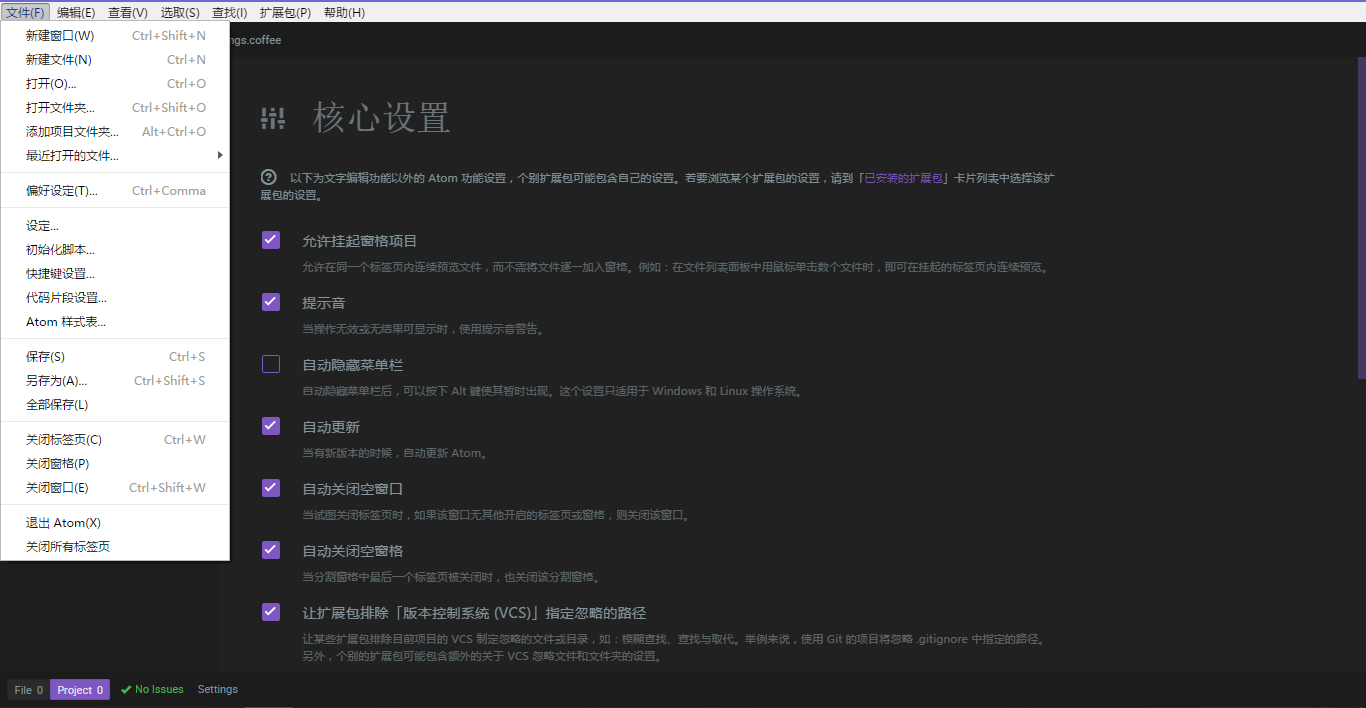 文件(F) 编辑(E) 查看(V) 选取(S) 查找(I) 扩展包(P) 帮助(H)
新建窗口(W) Ctrl+Shift+N
新建文件(N) Ctrl+N
打开(O)... Ctrl+O
打开文件夹... Ctrl+Shift+O
添加项目文件夹... Alt+Ctrl+O
最近打开的文件...
偏好设定(T)... Ctrl+Comma
设定...
初始化脚本...
快捷键设置...
代码片段设置...
Atom 样式表...
保存(S) Ctrl+S
另存为(A)... Ctrl+Shift+S
全部保存(L)
关闭标签页(C) Ctrl+W
关闭窗格(P)
关闭窗口(E) Ctrl+Shift+W
退出 Atom(X)
关闭所有标签页
ngs.coffee
核心设置
以下为文字编辑功能以外的 Atom 功能设置，个别扩展包可能包含自己的设置。若要浏览某个扩展包的设置，请到「已安装的扩展包」卡片列表中选择该扩
展包的设置。
允许挂起窗格项目
允许在同一个标签页内连续预览文件，而不需将文件逐一加入窗格。例如：在文件列表面板中用鼠标单击数个文件时，即可在挂起的标签页内连续预览。
提示音
当操作无效或无结果可显示时，使用提示音警告。
自动隐藏菜单栏
自动隐藏菜单栏后，可以按下 Alt 鍵使其暂时出现。这个设置只适用于 Windows 和 Linux 操作系统。
自动更新
当有新版本的时候，自动更新 Atom。
自动关闭空窗口
当试图关闭标签页时，如果该窗口无其他开启的标签页或窗格，则关闭该窗口。
自动关闭空窗格
当分割窗格中最后一个标签页被关闭时，也关闭该分割窗格。
让扩展包排除「版本控制系统 (VCS)」指定忽略的路径
让某些扩展包排除目前项目的 VCS 制定忽略的文件或目录，如：模糊查找、查找与取代。举例来说，使用 Git 的项目将忽略 .gitignore 中指定的路径。
另外，个别的扩展包可能包含额外的关于 VCS 忽略文件和文件夹的设置。
File 0 Project 0 No Issues Settings